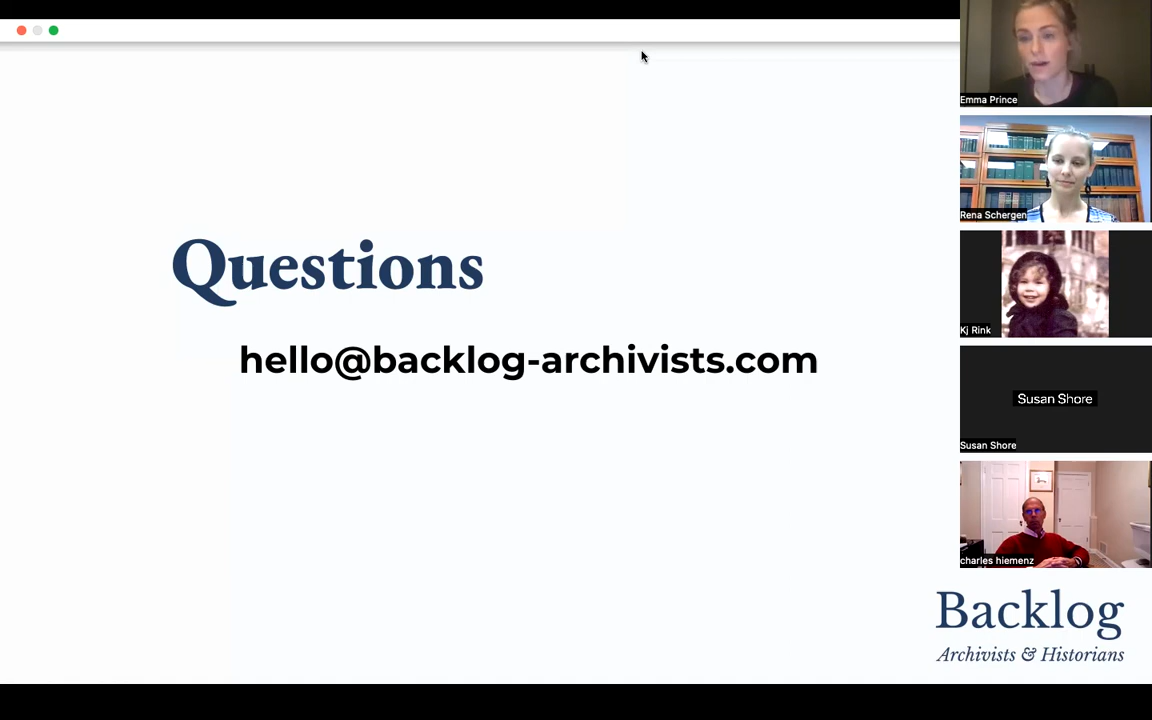 Questions
hello@backlog-archivists.com
Emma Prince
Rena Schergen
Kj Rink
Susan Shore
Susan Shore
charles hiemenz
Backlog
Archivists & Historians